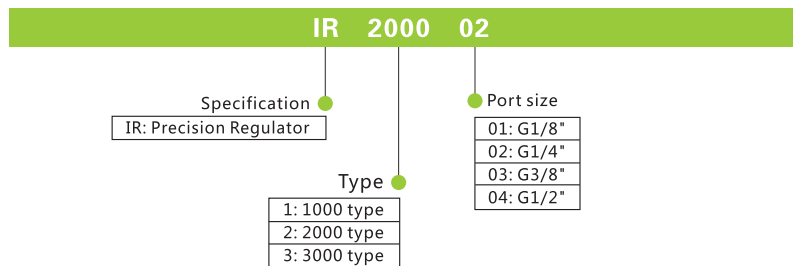 IR 2000 02
Specification
IR: Precision Regulator
Port size
01: G1/8"
02: G1/4"
03: G3/8"
04: G1/2"
Type
1: 1000 type
2: 2000 type
3: 3000 type